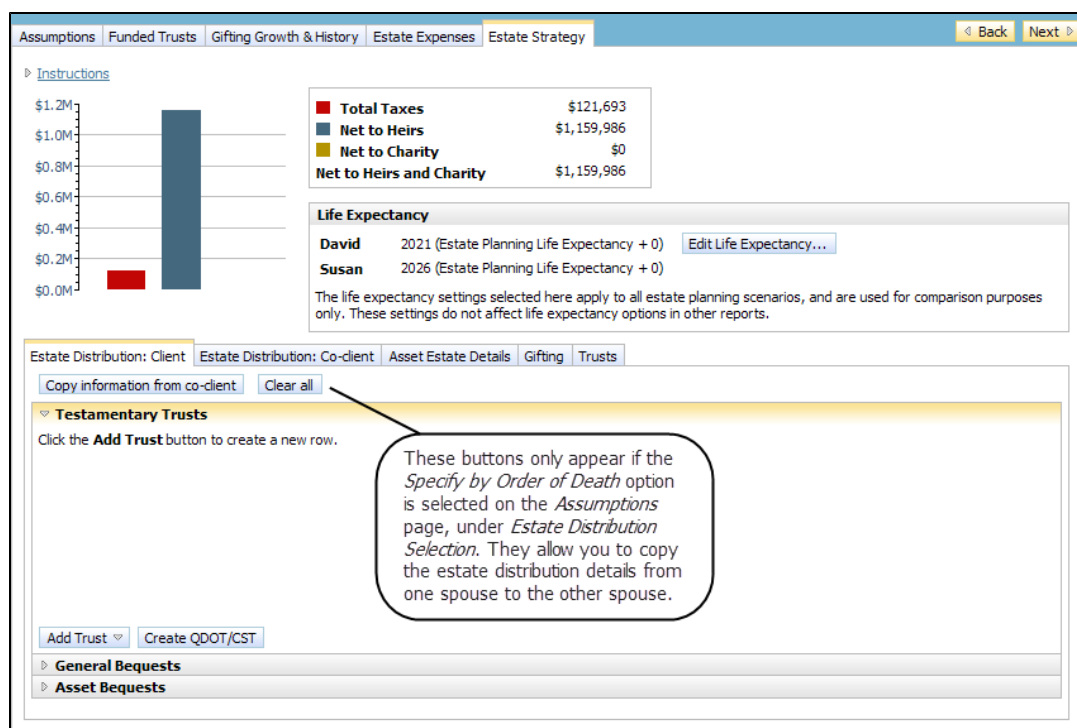 Assumptions Funded Trusts Gifting Growth & History Estate Expenses Estate Strategy Back Next
Instructions
$1.2M
$1.0M
$0.8M
$0.6M
$0.4M
$0.2M
$0.0M
Total Taxes $121,693
Net to Heirs $1,159,986
Net to Charity $0
Net to Heirs and Charity $1,159,986
Life Expectancy
David 2021 (Estate Planning Life Expectancy + 0) Edit Life Expectancy...
Susan 2026 (Estate Planning Life Expectancy + 0)
The life expectancy settings selected here apply to all estate planning scenarios, and are used for comparison purposes
only. These settings do not affect life expectancy options in other reports.
Estate Distribution: Client Estate Distribution: Co-client Asset Estate Details Gifting Trusts
Copy information from co-client Clear all
Testamentary Trusts
Click the Add Trust button to create a new row.
These buttons only appear if the
Specify by Order of Death option
is selected on the Assumptions
page, under Estate Distribution
Selection. They allow you to copy
the estate distribution details from
one spouse to the other spouse.
Add Trust Create QDOT/CST
General Bequests
Asset Bequests